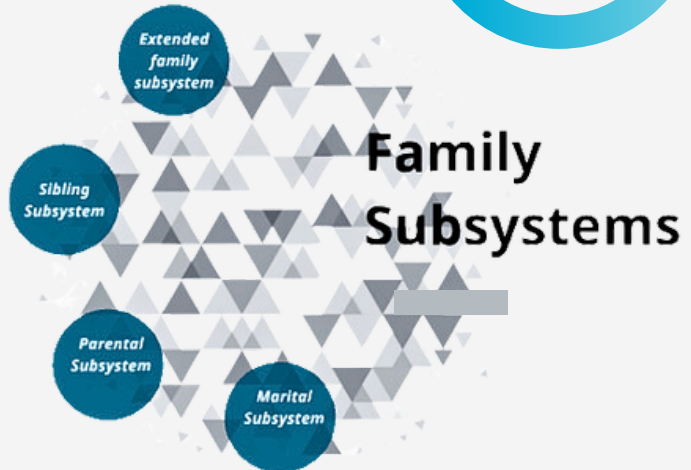 Extended
family
subsystem
Family
Subsystems
Sibling
Subsystem
Parental
Subsystem
Marital
Subsystem